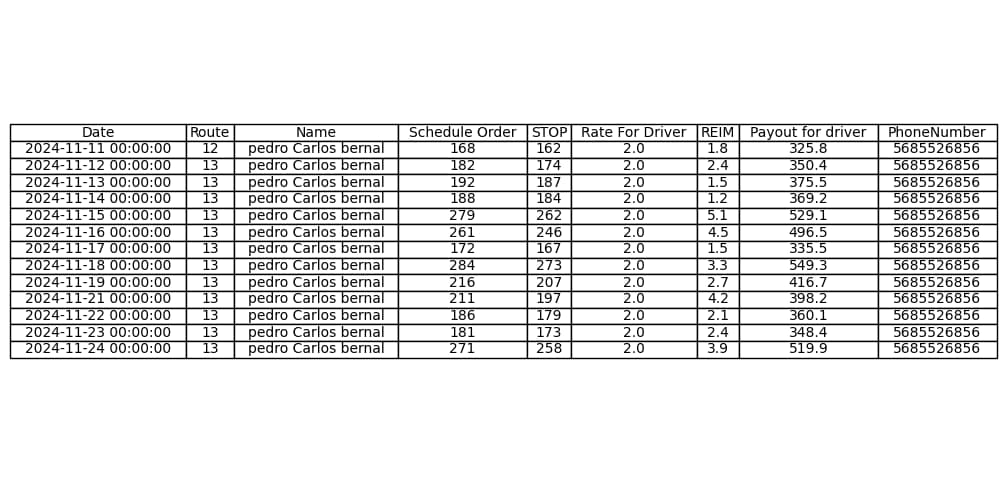 Date Route Name Schedule Order STOP Rate For Driver REIM Payout for driver PhoneNumber
2024-11-11 00:00:00 12 pedro Carlos bernal 168 162 2.0 1.8 325.8 5685526856
2024-11-12 00:00:00 13 pedro Carlos bernal 182 174 2.0 2.4 350.4 5685526856
2024-11-13 00:00:00 13 pedro Carlos bernal 192 187 2.0 1.5 375.5 5685526856
2024-11-14 00:00:00 13 pedro Carlos bernal 188 184 2.0 1.2 369.2 5685526856
2024-11-15 00:00:00 13 pedro Carlos bernal 279 262 2.0 5.1 529.1 5685526856
2024-11-16 00:00:00 13 pedro Carlos bernal 261 246 2.0 4.5 496.5 5685526856
2024-11-17 00:00:00 13 pedro Carlos bernal 172 167 2.0 1.5 335.5 5685526856
2024-11-18 00:00:00 13 pedro Carlos bernal 284 273 2.0 3.3 549.3 5685526856
2024-11-19 00:00:00 13 pedro Carlos bernal 216 207 2.0 2.7 416.7 5685526856
2024-11-21 00:00:00 13 pedro Carlos bernal 211 197 2.0 4.2 398.2 5685526856
2024-11-22 00:00:00 13 pedro Carlos bernal 186 179 2.0 2.1 360.1 5685526856
2024-11-23 00:00:00 13 pedro Carlos bernal 181 173 2.0 2.4 348.4 5685526856
2024-11-24 00:00:00 13 pedro Carlos bernal 271 258 2.0 3.9 519.9 5685526856